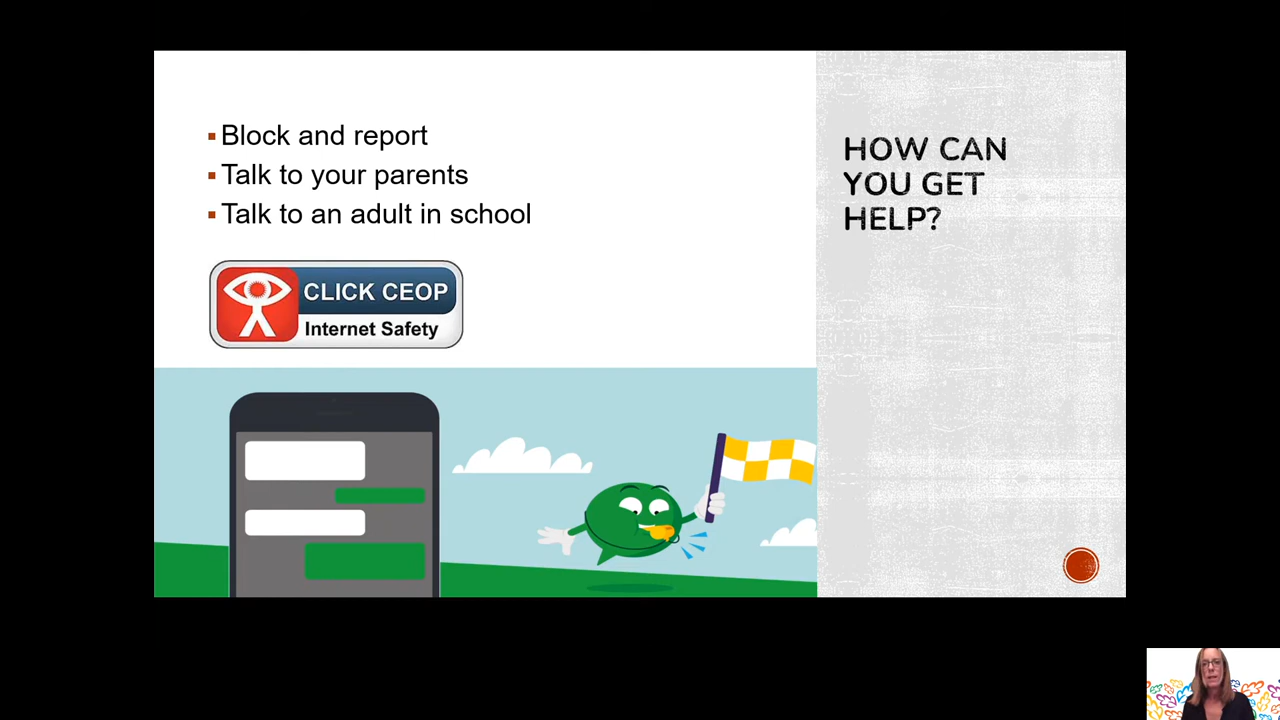 Block and report
Talk to your parents
Talk to an adult in school
CLICK CEOP
Internet Safety
HOW CAN
YOU GET
HELP?